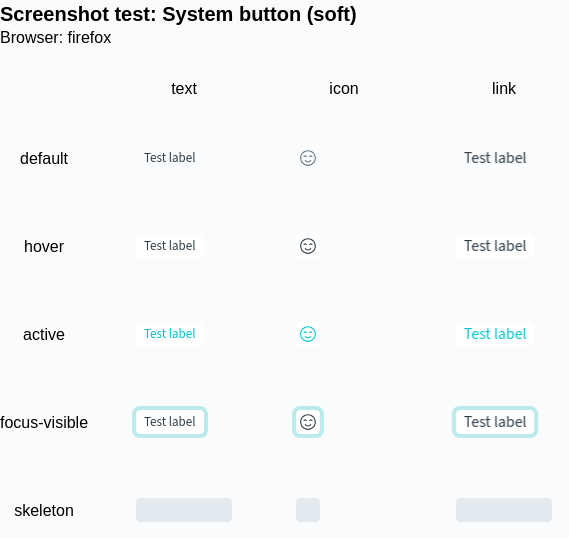 Screenshot test: System button (soft)
Browser: firefox
text icon link
default Test label Test label
hover Test label Test label
active Test label Test label
focus-visible Test label Test label
skeleton